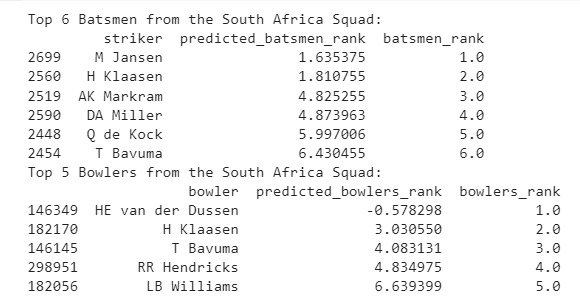 Top 6 Batsmen from the South Africa Squad:
striker predicted_batsmen_rank batsmen_rank
2699 M Jansen 1.635375 1.0
2560 H Klaasen 1.810755 2.0
2519 AK Markram 4.825255 3.0
2590 DA Miller 4.873963 4.0
2448 Q de Kock 5.997006 5.0
2454 T Bavuma 6.430455 6.0
Top 5 Bowlers from the South Africa Squad:
bowler predicted_bowlers_rank bowlers_rank
146349 HE van der Dussen -0.578298 1.0
182170 H Klaasen 3.030550 2.0
146145 T Bavuma 4.083131 3.0
298951 RR Hendricks 4.834975 4.0
182056 LB Williams 6.639399 5.0